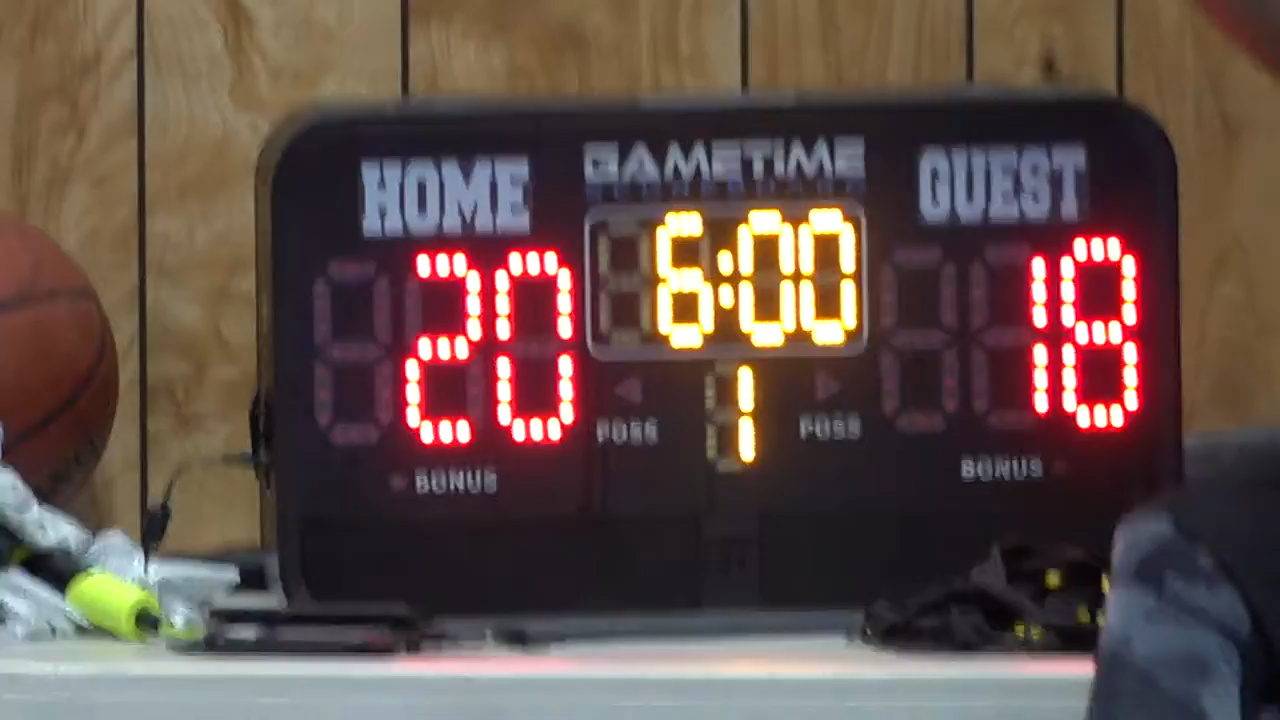 HOME GAMETIME GUEST
20 6:00 18
1
POSS POSS
BONUS BONUS